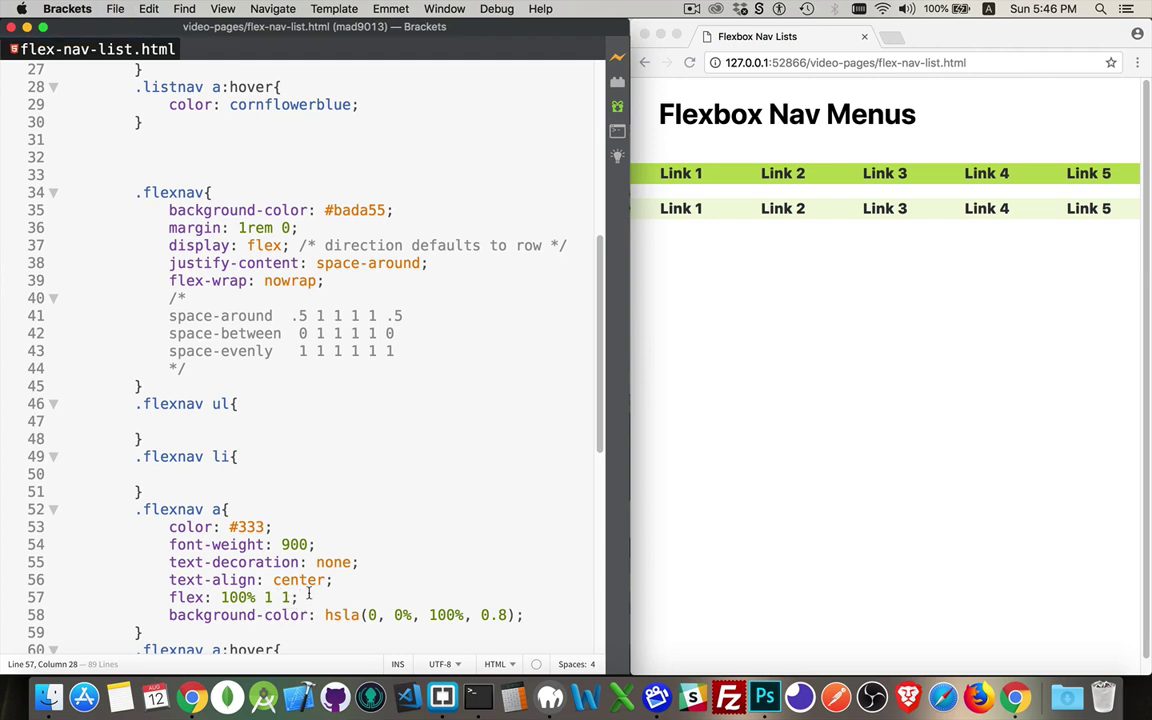 Brackets File Edit View Navigate Template Emmet Window Debug Help
100% A Sun 5:46 PM
video-pages/flex-nav-list.html (mad9013) — Brackets
flex-nav-list.html
Flexbox Nav Lists
127.0.0.1:52866/video-pages/flex-nav-list.html
27 }
28 .listnav a:hover{
29 color: cornflowerblue;
30 }
31
32
33
34 .flexnav{
35 background-color: #bada55;
36 margin: 1rem 0;
37 display: flex; /* direction defaults to row */
38 justify-content: space-around;
39 flex-wrap: nowrap;
40 /*
41 space-around .5 1 1 1 1 .5
42 space-between 0 1 1 1 1 0
43 space-evenly 1 1 1 1 1 1
44 */
45 }
46 .flexnav ul{
47
48 }
49 .flexnav li{
50
51 }
52 .flexnav a{
53 color: #333;
54 font-weight: 900;
55 text-decoration: none;
56 text-align: center;
57 flex: 100% 1 1;
58 background-color: hsla(0, 0%, 100%, 0.8);
59 }
60 .flexnav a:hover{
Line 57, Column 28 — 89 Lines
INS UTF-8 HTML Spaces: 4
Flexbox Nav Menus
Link 1 Link 2 Link 3 Link 4 Link 5
Link 1 Link 2 Link 3 Link 4 Link 5
AUG
12